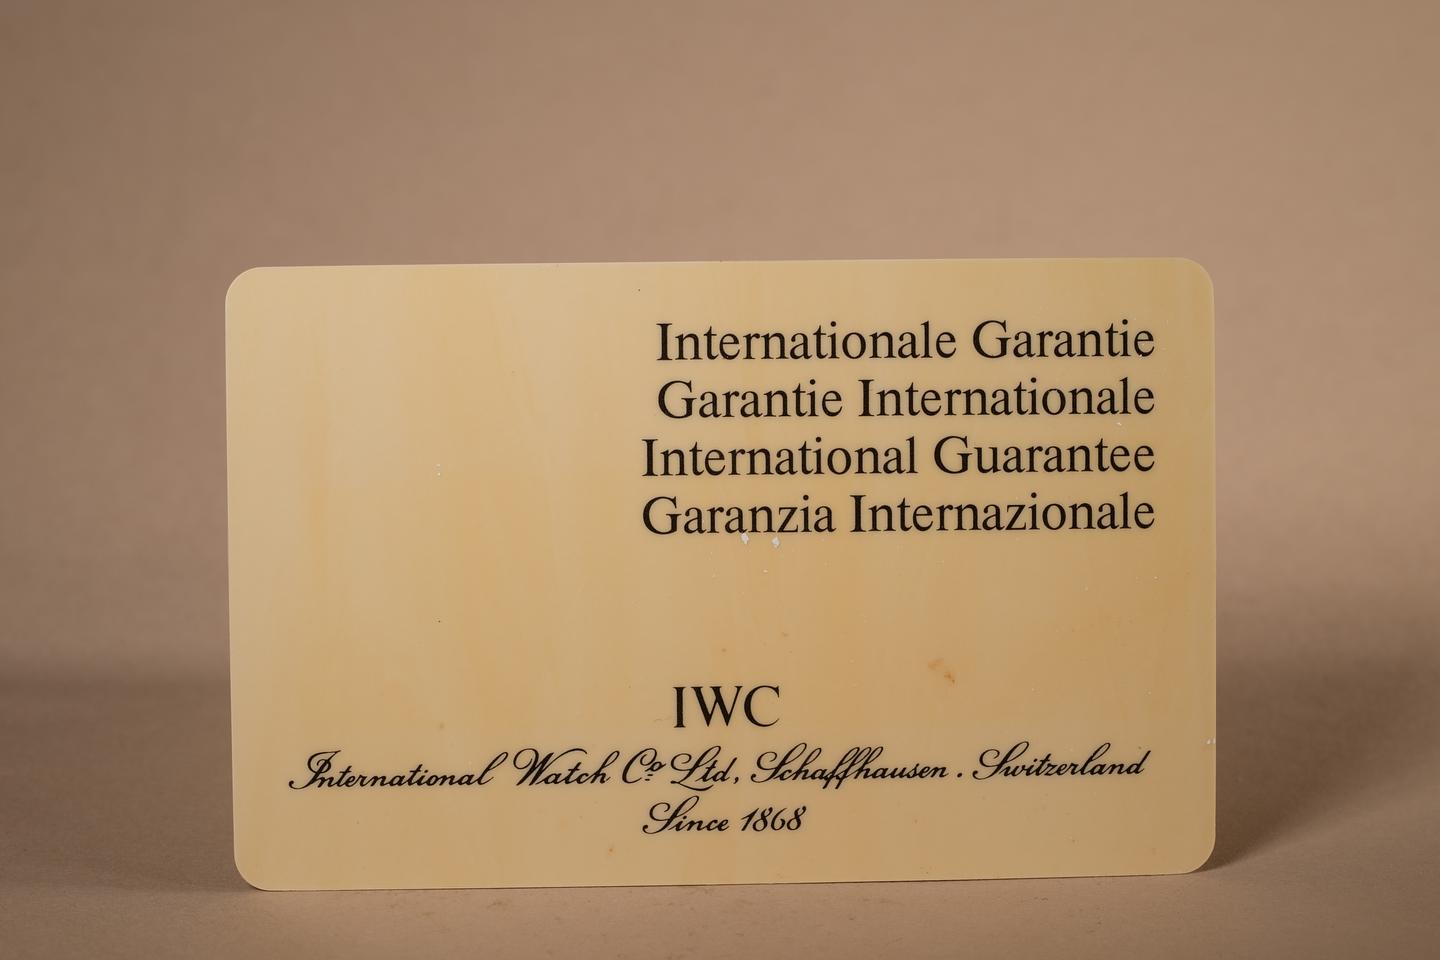 Internationale Garantie
Garantie Internationale
International Guarantee
Garanzia Internazionale
IWC
International Watch Cº Ltd, Schaffhausen . Switzerland
Since 1868